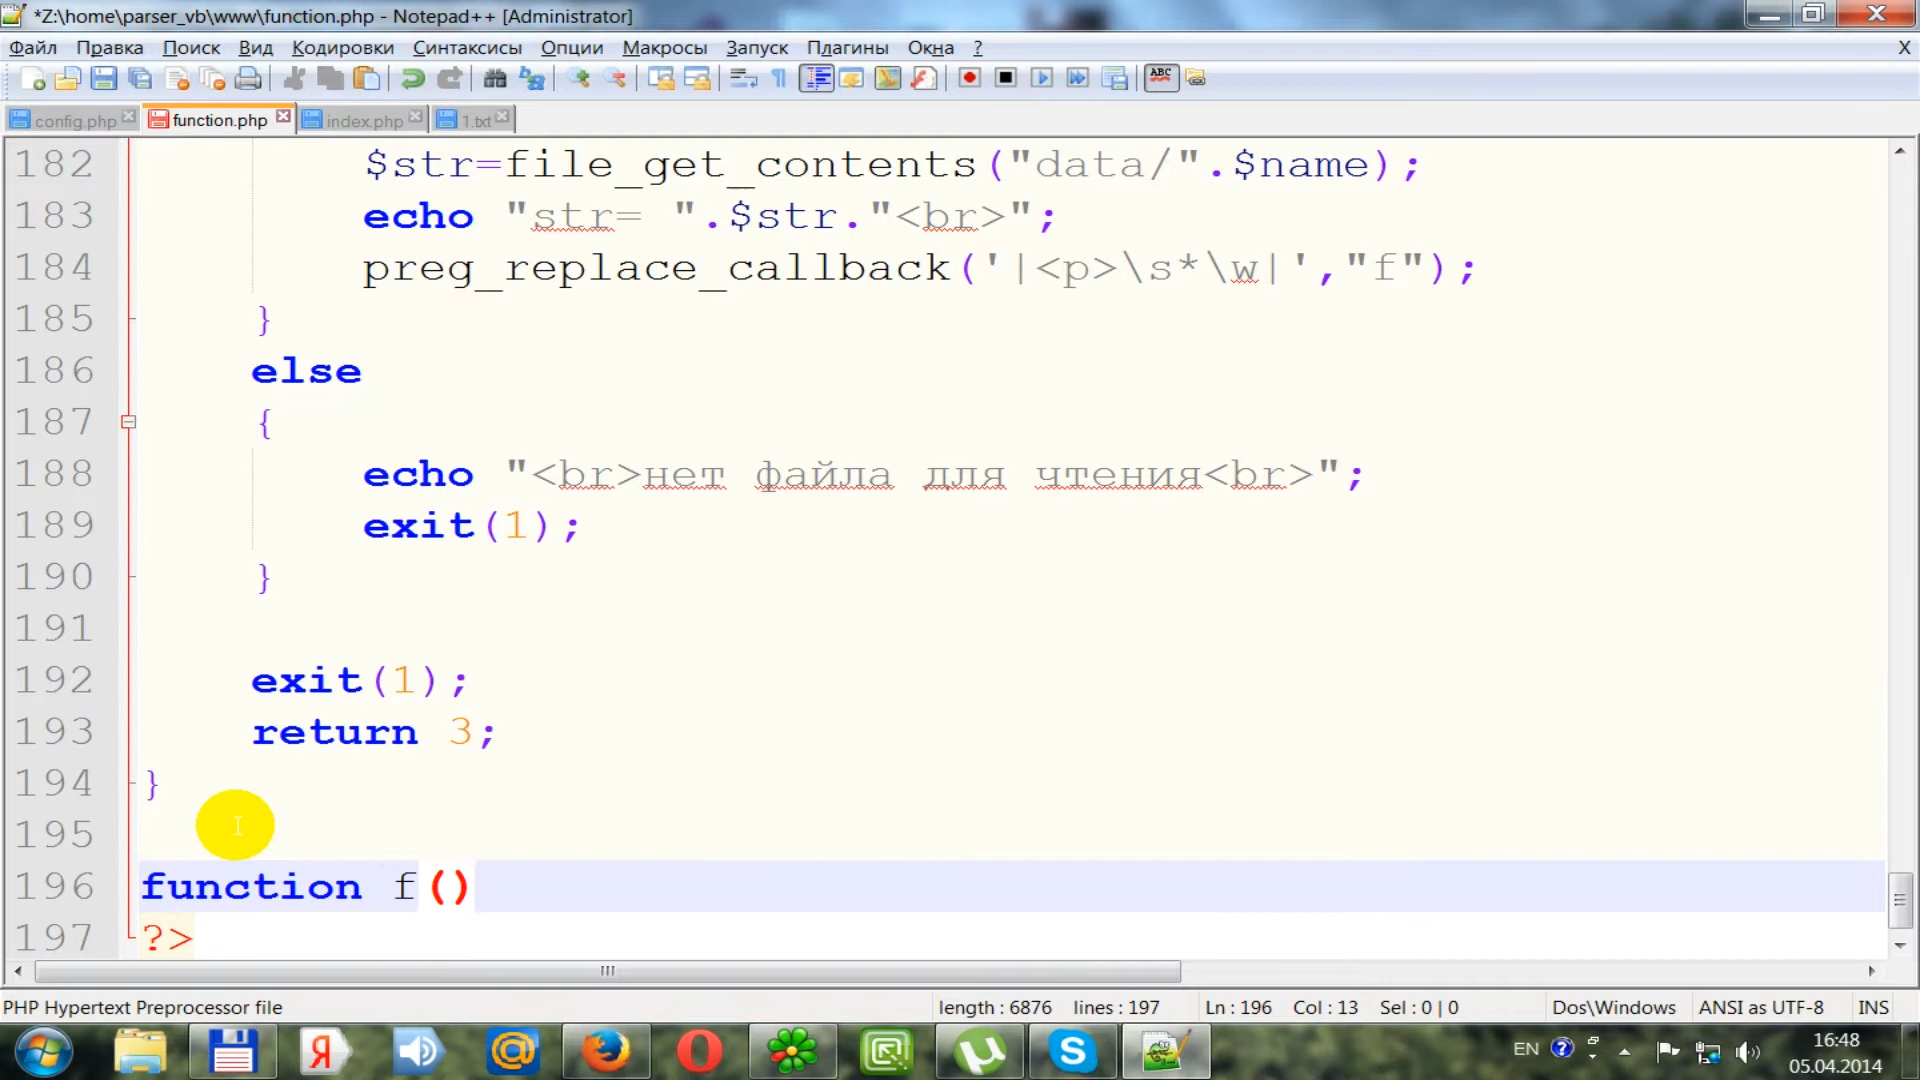 *Z:\home\parser_vb\www\function.php - Notepad++ [Administrator]
Файл Правка Поиск Вид Кодировки Синтаксисы Опции Макросы Запуск Плагины Окна ? X
ABC
config.php function.php index.php 1.txt
182 $str=file_get_contents("data/".$name);
183 echo "str= ".$str."<br>";
184 preg_replace_callback('|<p>\s*\w|',"f");
185 }
186 else
187 {
188 echo "<br>нет файла для чтения<br>";
189 exit(1);
190 }
191
192 exit(1);
193 return 3;
194 }
195
196 function f()
197 ?>
PHP Hypertext Preprocessor file length : 6876 lines : 197 Ln : 196 Col : 13 Sel : 0 | 0 Dos\Windows ANSI as UTF-8 INS
EN 16:48
05.04.2014